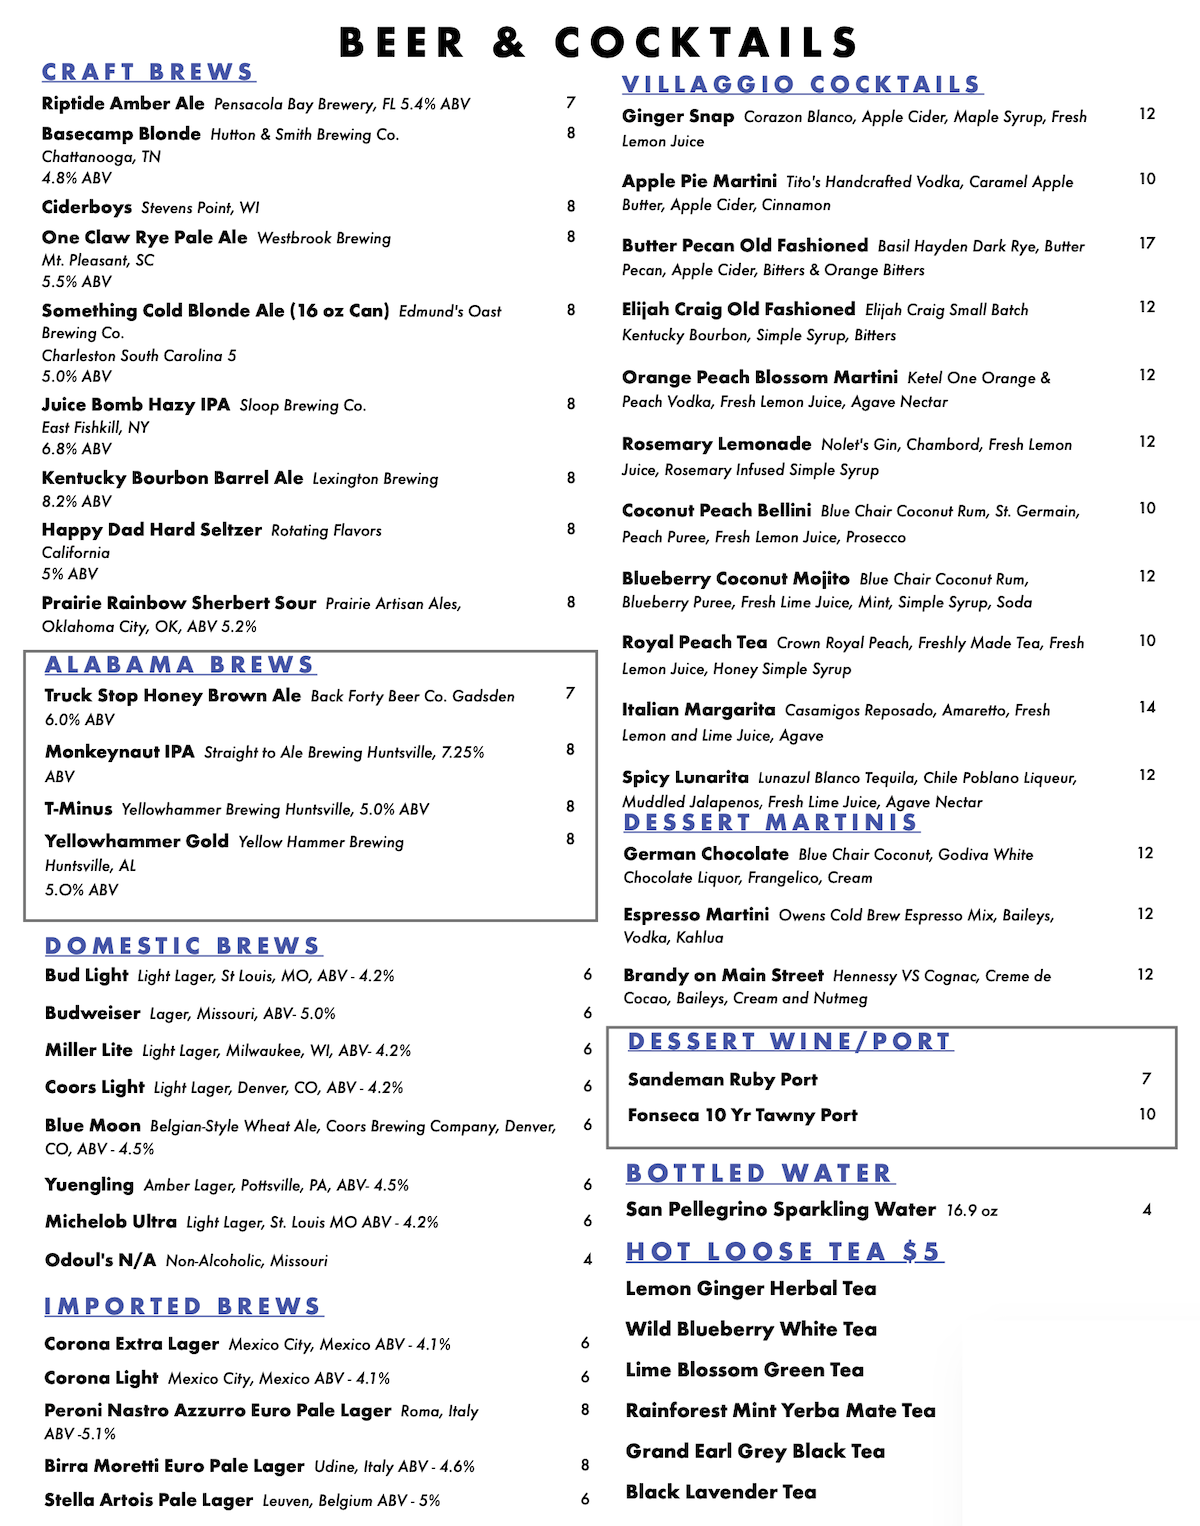 BEER & COCKTAILS
CRAFT BREWS
Riptide Amber Ale Pensacola Bay Brewery, FL 5.4% ABV 7
Basecamp Blonde Hutton & Smith Brewing Co. 8
Chattanooga, TN
4.8% ABV
Ciderboys Stevens Point, WI 8
One Claw Rye Pale Ale Westbrook Brewing 8
Mt. Pleasant, SC
5.5% ABV
Something Cold Blonde Ale (16 oz Can) Edmund's Oast 8
Brewing Co.
Charleston South Carolina 5
5.0% ABV
Juice Bomb Hazy IPA Sloop Brewing Co. 8
East Fishkill, NY
6.8% ABV
Kentucky Bourbon Barrel Ale Lexington Brewing 8
8.2% ABV
Happy Dad Hard Seltzer Rotating Flavors 8
California
5% ABV
Prairie Rainbow Sherbert Sour Prairie Artisan Ales, 8
Oklahoma City, OK, ABV 5.2%
ALABAMA BREWS
Truck Stop Honey Brown Ale Back Forty Beer Co. Gadsden 7
6.0% ABV
Monkeynaut IPA Straight to Ale Brewing Huntsville, 7.25% 8
ABV
T-Minus Yellowhammer Brewing Huntsville, 5.0% ABV 8
Yellowhammer Gold Yellow Hammer Brewing 8
Huntsville, AL
5.O% ABV
DOMESTIC BREWS
Bud Light Light Lager, St Louis, MO, ABV - 4.2% 6
Budweiser Lager, Missouri, ABV- 5.0% 6
Miller Lite Light Lager, Milwaukee, WI, ABV- 4.2% 6
Coors Light Light Lager, Denver, CO, ABV - 4.2% 6
Blue Moon Belgian-Style Wheat Ale, Coors Brewing Company, Denver, 6
CO, ABV - 4.5%
Yuengling Amber Lager, Pottsville, PA, ABV- 4.5% 6
Michelob Ultra Light Lager, St. Louis MO ABV - 4.2% 6
Odoul's N/A Non-Alcoholic, Missouri 4
IMPORTED BREWS
Corona Extra Lager Mexico City, Mexico ABV - 4.1% 6
Corona Light Mexico City, Mexico ABV - 4.1% 6
Peroni Nastro Azzurro Euro Pale Lager Roma, Italy 8
ABV -5.1%
Birra Moretti Euro Pale Lager Udine, Italy ABV - 4.6% 8
Stella Artois Pale Lager Leuven, Belgium ABV - 5% 6
VILLAGGIO COCKTAILS
Ginger Snap Corazon Blanco, Apple Cider, Maple Syrup, Fresh 12
Lemon Juice
Apple Pie Martini Tito's Handcrafted Vodka, Caramel Apple 10
Butter, Apple Cider, Cinnamon
Butter Pecan Old Fashioned Basil Hayden Dark Rye, Butter 17
Pecan, Apple Cider, Bitters & Orange Bitters
Elijah Craig Old Fashioned Elijah Craig Small Batch 12
Kentucky Bourbon, Simple Syrup, Bitters
Orange Peach Blossom Martini Ketel One Orange & 12
Peach Vodka, Fresh Lemon Juice, Agave Nectar
Rosemary Lemonade Nolet's Gin, Chambord, Fresh Lemon 12
Juice, Rosemary Infused Simple Syrup
Coconut Peach Bellini Blue Chair Coconut Rum, St. Germain, 10
Peach Puree, Fresh Lemon Juice, Prosecco
Blueberry Coconut Mojito Blue Chair Coconut Rum, 12
Blueberry Puree, Fresh Lime Juice, Mint, Simple Syrup, Soda
Royal Peach Tea Crown Royal Peach, Freshly Made Tea, Fresh 10
Lemon Juice, Honey Simple Syrup
Italian Margarita Casamigos Reposado, Amaretto, Fresh 14
Lemon and Lime Juice, Agave
Spicy Lunarita Lunazul Blanco Tequila, Chile Poblano Liqueur, 12
Muddled Jalapenos, Fresh Lime Juice, Agave Nectar
DESSERT MARTINIS
German Chocolate Blue Chair Coconut, Godiva White 12
Chocolate Liquor, Frangelico, Cream
Espresso Martini Owens Cold Brew Espresso Mix, Baileys, 12
Vodka, Kahlua
Brandy on Main Street Hennessy VS Cognac, Creme de 12
Cocao, Baileys, Cream and Nutmeg
DESSERT WINE/PORT
Sandeman Ruby Port 7
Fonseca 10 Yr Tawny Port 10
BOTTLED WATER
San Pellegrino Sparkling Water 16.9 oz 4
HOT LOOSE TEA $5
Lemon Ginger Herbal Tea
Wild Blueberry White Tea
Lime Blossom Green Tea
Rainforest Mint Yerba Mate Tea
Grand Earl Grey Black Tea
Black Lavender Tea